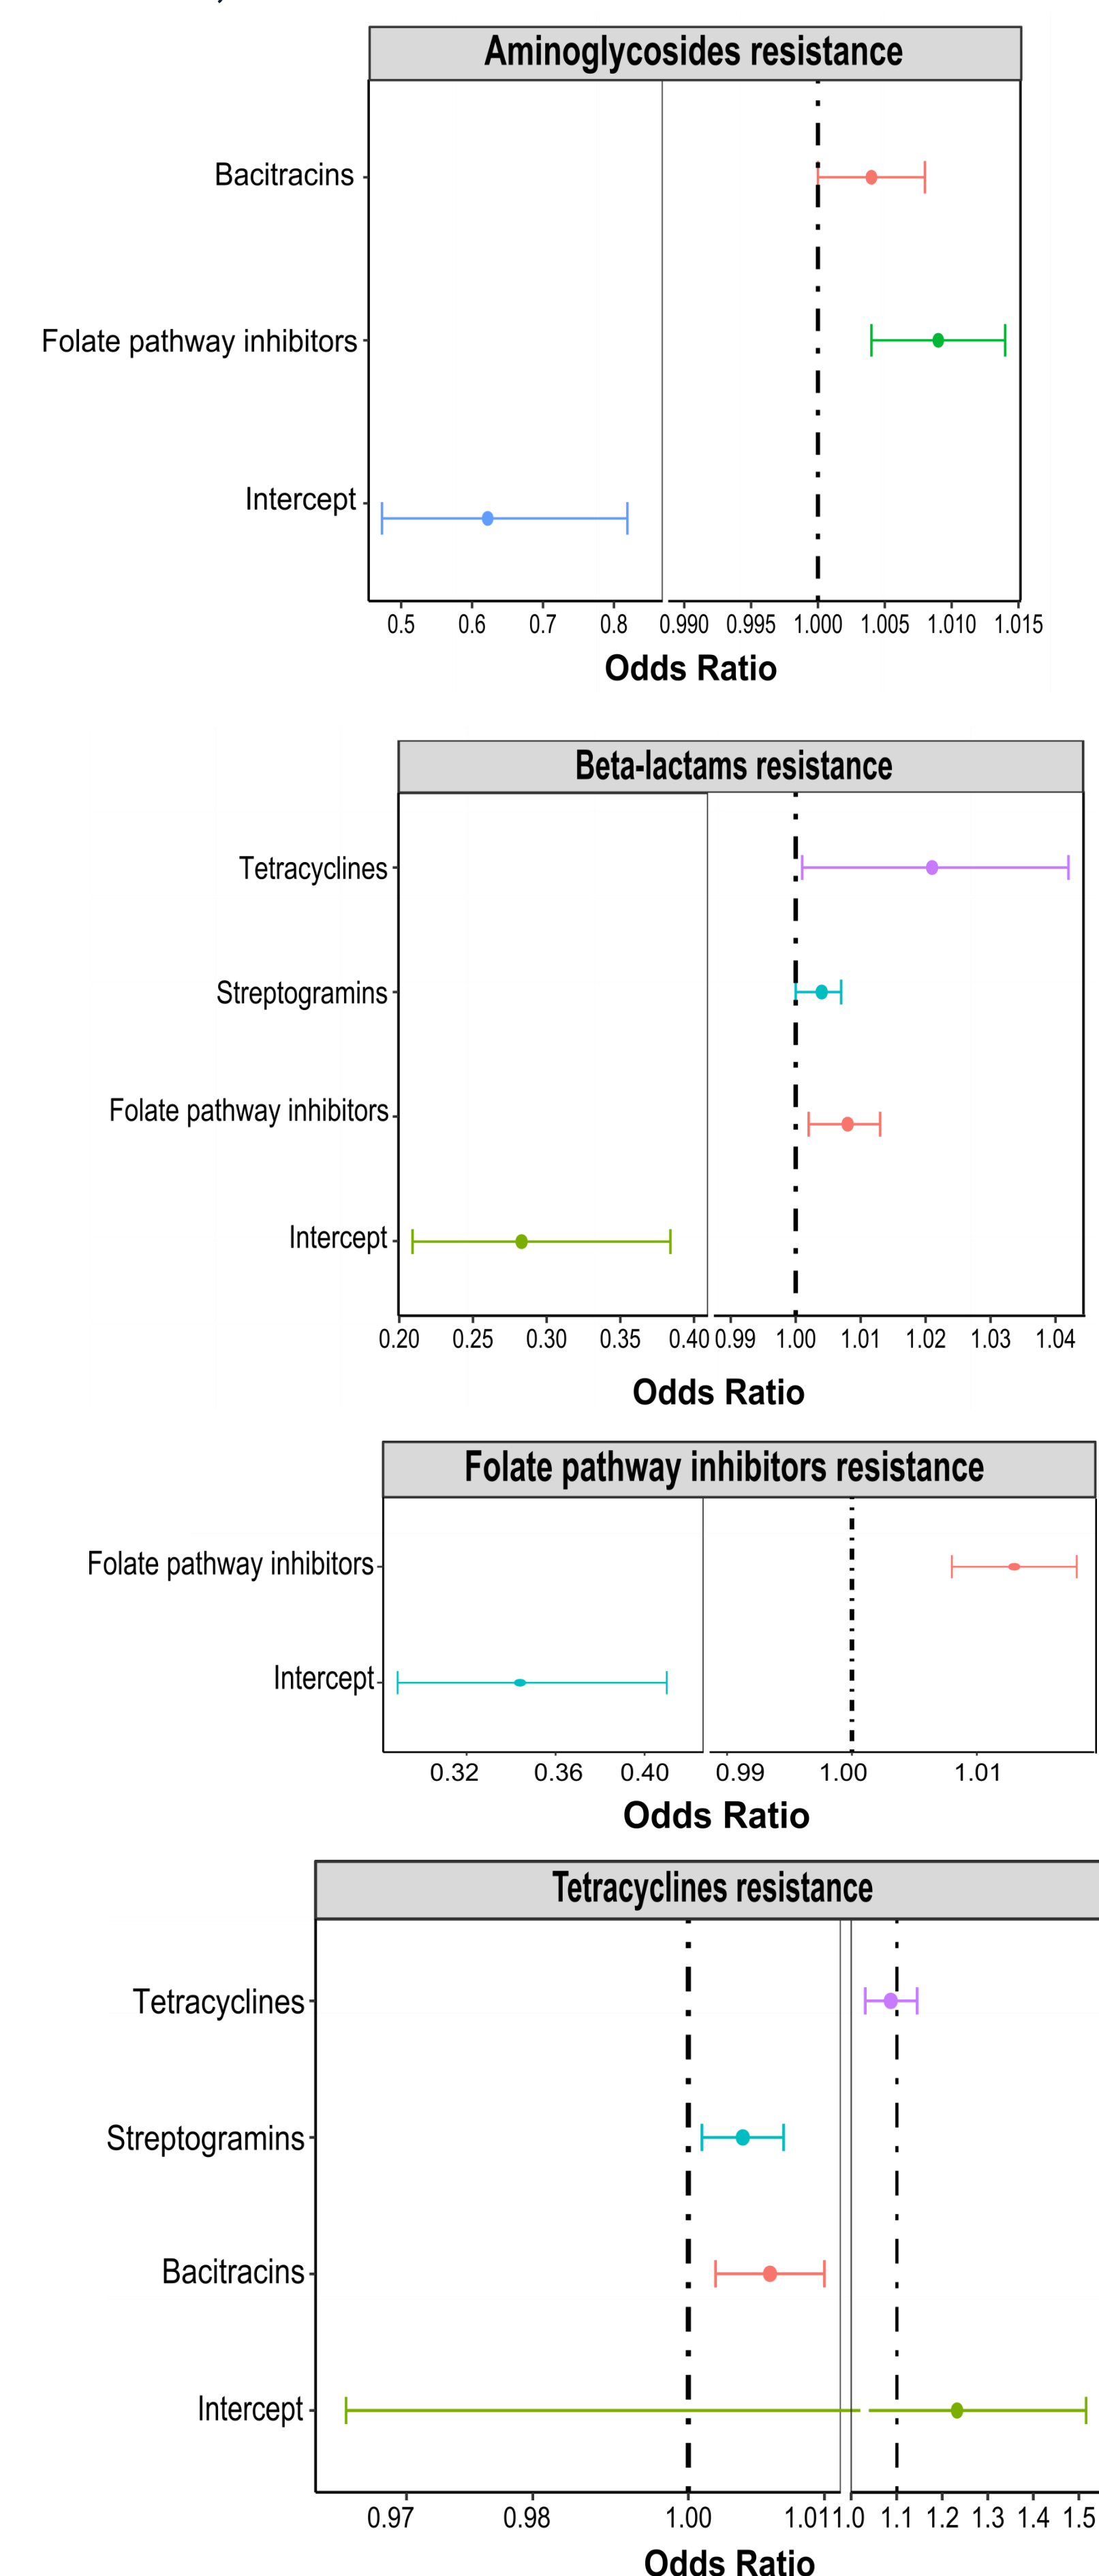 Aminoglycosides resistance
Bacitracins
Folate pathway inhibitors
Intercept
0.5 0.6 0.7 0.8 0.990 0.995 1.000 1.005 1.010 1.015
Odds Ratio
Beta-lactams resistance
Tetracyclines
Streptogramins
Folate pathway inhibitors
Intercept
0.20 0.25 0.30 0.35 0.40 0.99 1.00 1.01 1.02 1.03 1.04
Odds Ratio
Folate pathway inhibitors resistance
Folate pathway inhibitors
Intercept
0.32 0.36 0.40 0.99 1.00 1.01
Odds Ratio
Tetracyclines resistance
Tetracyclines
Streptogramins
Bacitracins
Intercept
0.97 0.98 1.00 1.01 1.0 1.1 1.2 1.3 1.4 1.5
Odds Ratio